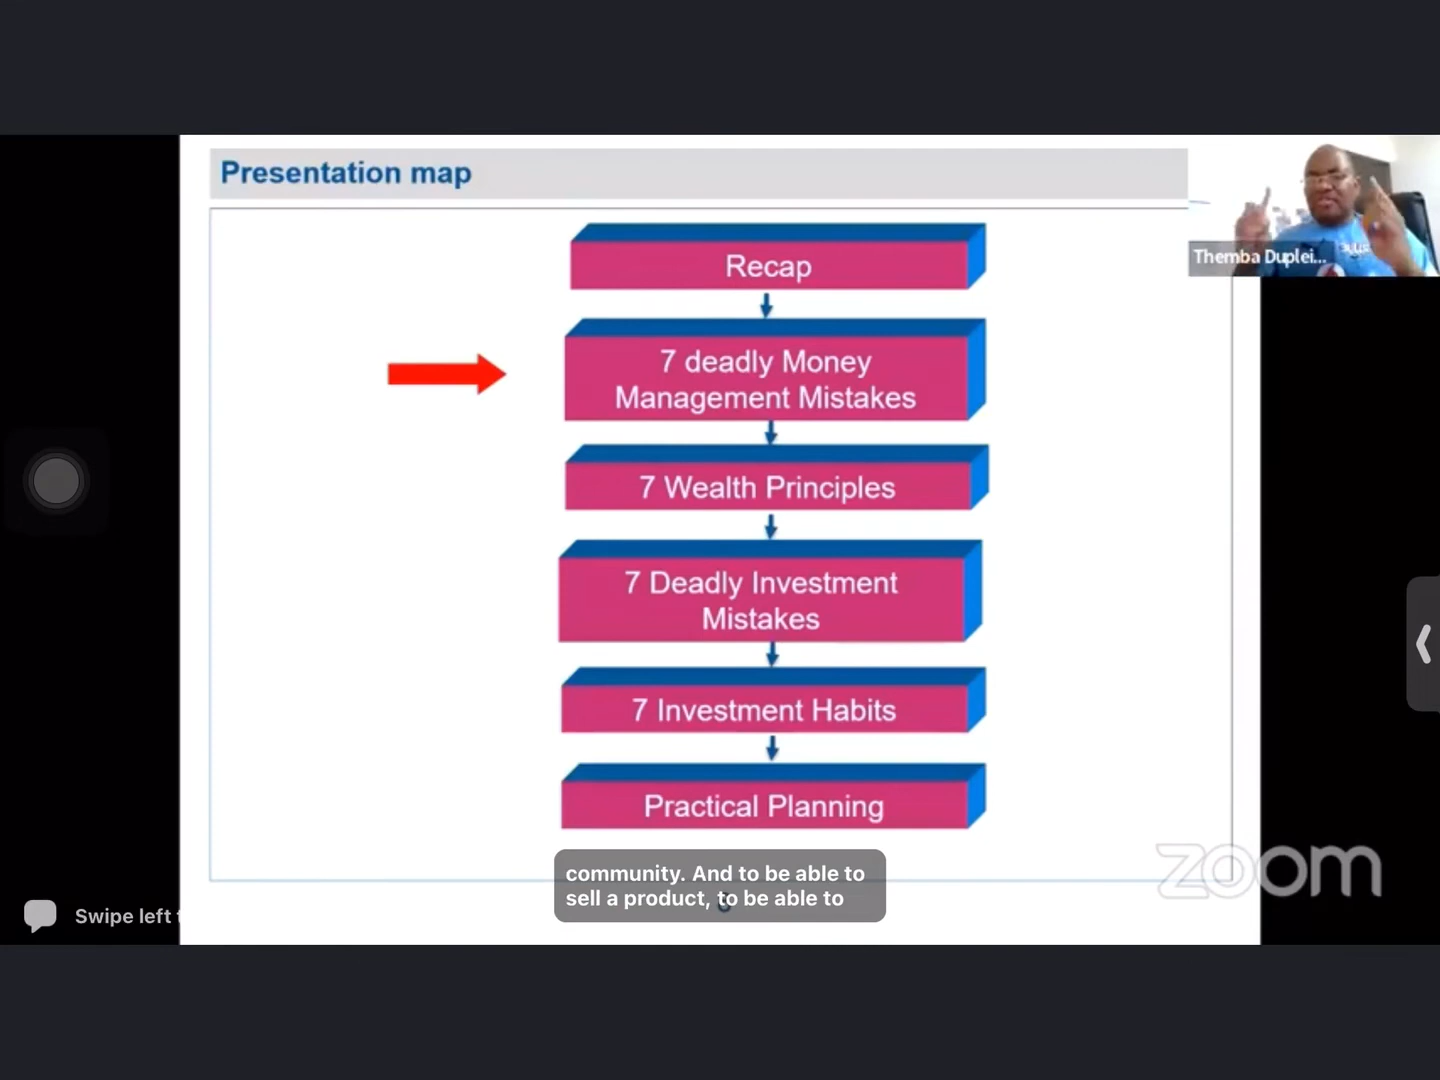 Presentation map
Themba Duplei...
Recap
7 deadly Money
Management Mistakes
7 Wealth Principles
7 Deadly Investment
Mistakes
7 Investment Habits
Practical Planning
community. And to be able to
sell a product, to be able to
zoom
Swipe left